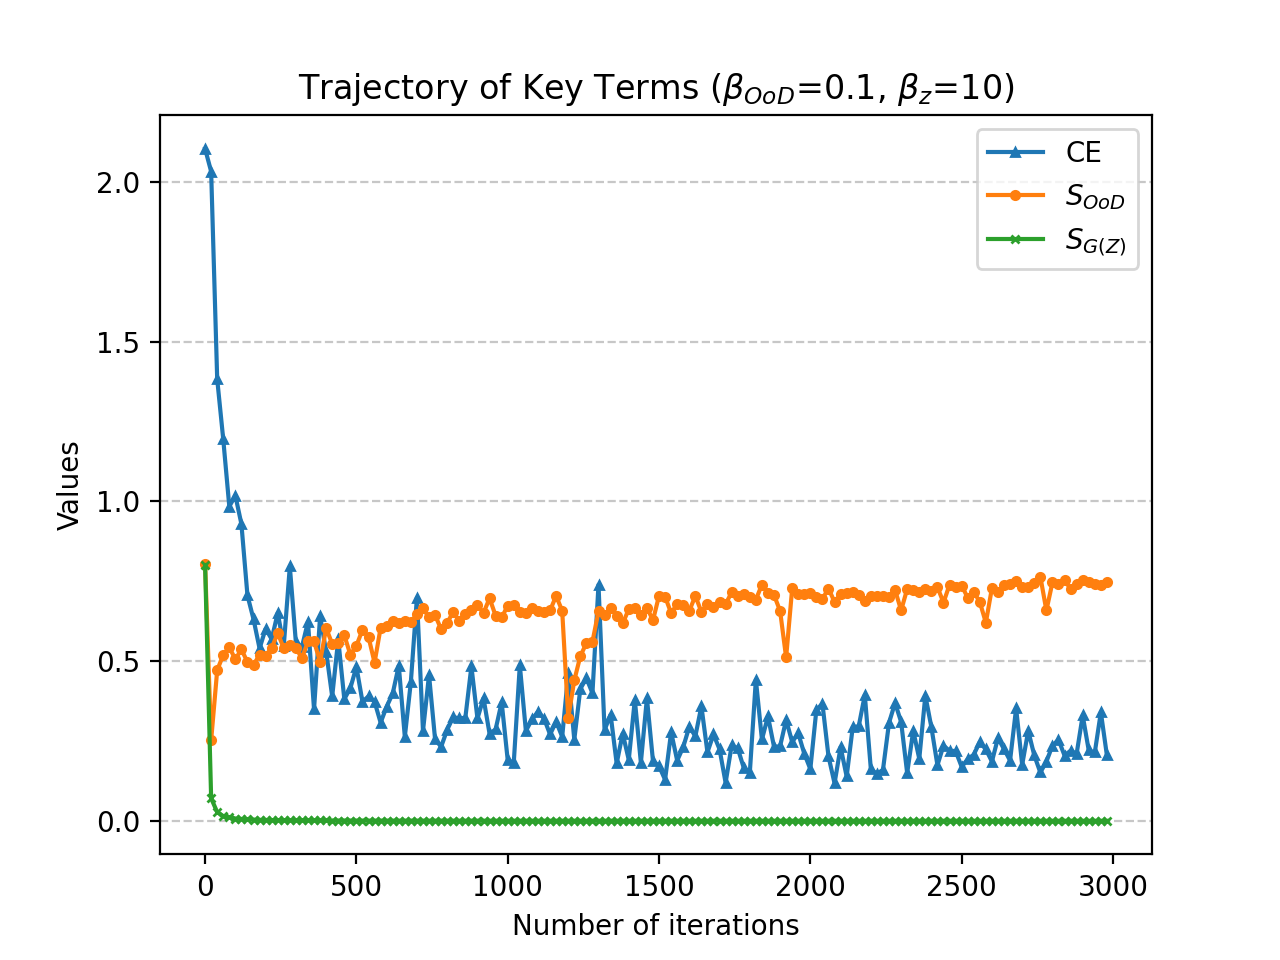 Trajectory of Key Terms (β_OoD=0.1, β_z=10)
CE
S_OoD
S_G(Z)
2.0
1.5
1.0
0.5
0.0
Values
0 500 1000 1500 2000 2500 3000
Number of iterations